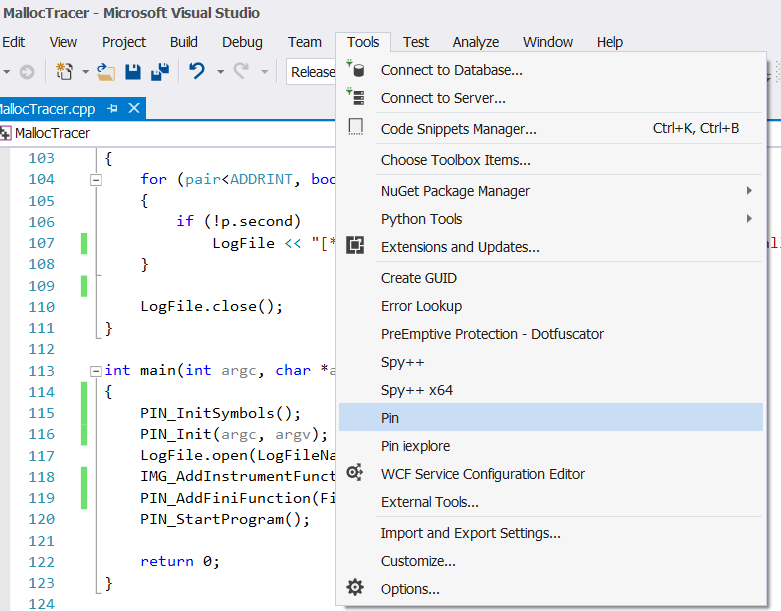 MallocTracer - Microsoft Visual Studio
Edit View Project Build Debug Team Tools Test Analyze Window Help
Release
MallocTracer.cpp
MallocTracer
Connect to Database...
Connect to Server...
Code Snippets Manager... Ctrl+K, Ctrl+B
Choose Toolbox Items...
NuGet Package Manager
Python Tools
Extensions and Updates...
Create GUID
Error Lookup
PreEmptive Protection - Dotfuscator
Spy++
Spy++ x64
Pin
Pin iexplore
WCF Service Configuration Editor
External Tools...
Import and Export Settings...
Customize...
Options...
103 {
104 for (pair<ADDRINT, boo
105 {
106 if (!p.second)
107 LogFile << "[*
108 }
109
110 LogFile.close();
111 }
112
113 int main(int argc, char *a
114 {
115 PIN_InitSymbols();
116 PIN_Init(argc, argv);
117 LogFile.open(LogFileNa
118 IMG_AddInstrumentFunct
119 PIN_AddFiniFunction(Fi
120 PIN_StartProgram();
121
122 return 0;
123 }
124